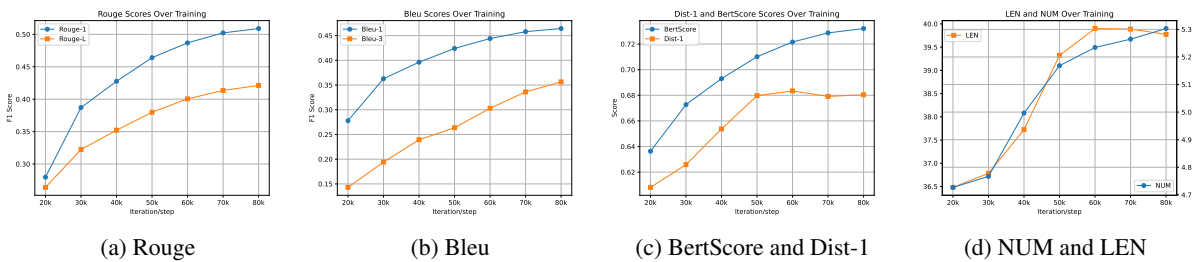 Rouge Scores Over Training
Rouge-1
Rouge-L
F1 Score
0.50
0.45
0.40
0.35
0.30
20k 30k 40k 50k 60k 70k 80k
Iteration/step
(a) Rouge
Bleu Scores Over Training
Bleu-1
Bleu-3
F1 Score
0.45
0.40
0.35
0.30
0.25
0.20
0.15
20k 30k 40k 50k 60k 70k 80k
Iteration/step
(b) Bleu
Dist-1 and BertScore Scores Over Training
BertScore
Dist-1
Score
0.72
0.70
0.68
0.66
0.64
0.62
20k 30k 40k 50k 60k 70k 80k
Iteration/step
(c) BertScore and Dist-1
LEN and NUM Over Training
LEN
NUM
40.0
39.5
39.0
38.5
38.0
37.5
37.0
36.5
5.3
5.2
5.1
5.0
4.9
4.8
4.7
20k 30k 40k 50k 60k 70k 80k
Iteration/step
(d) NUM and LEN